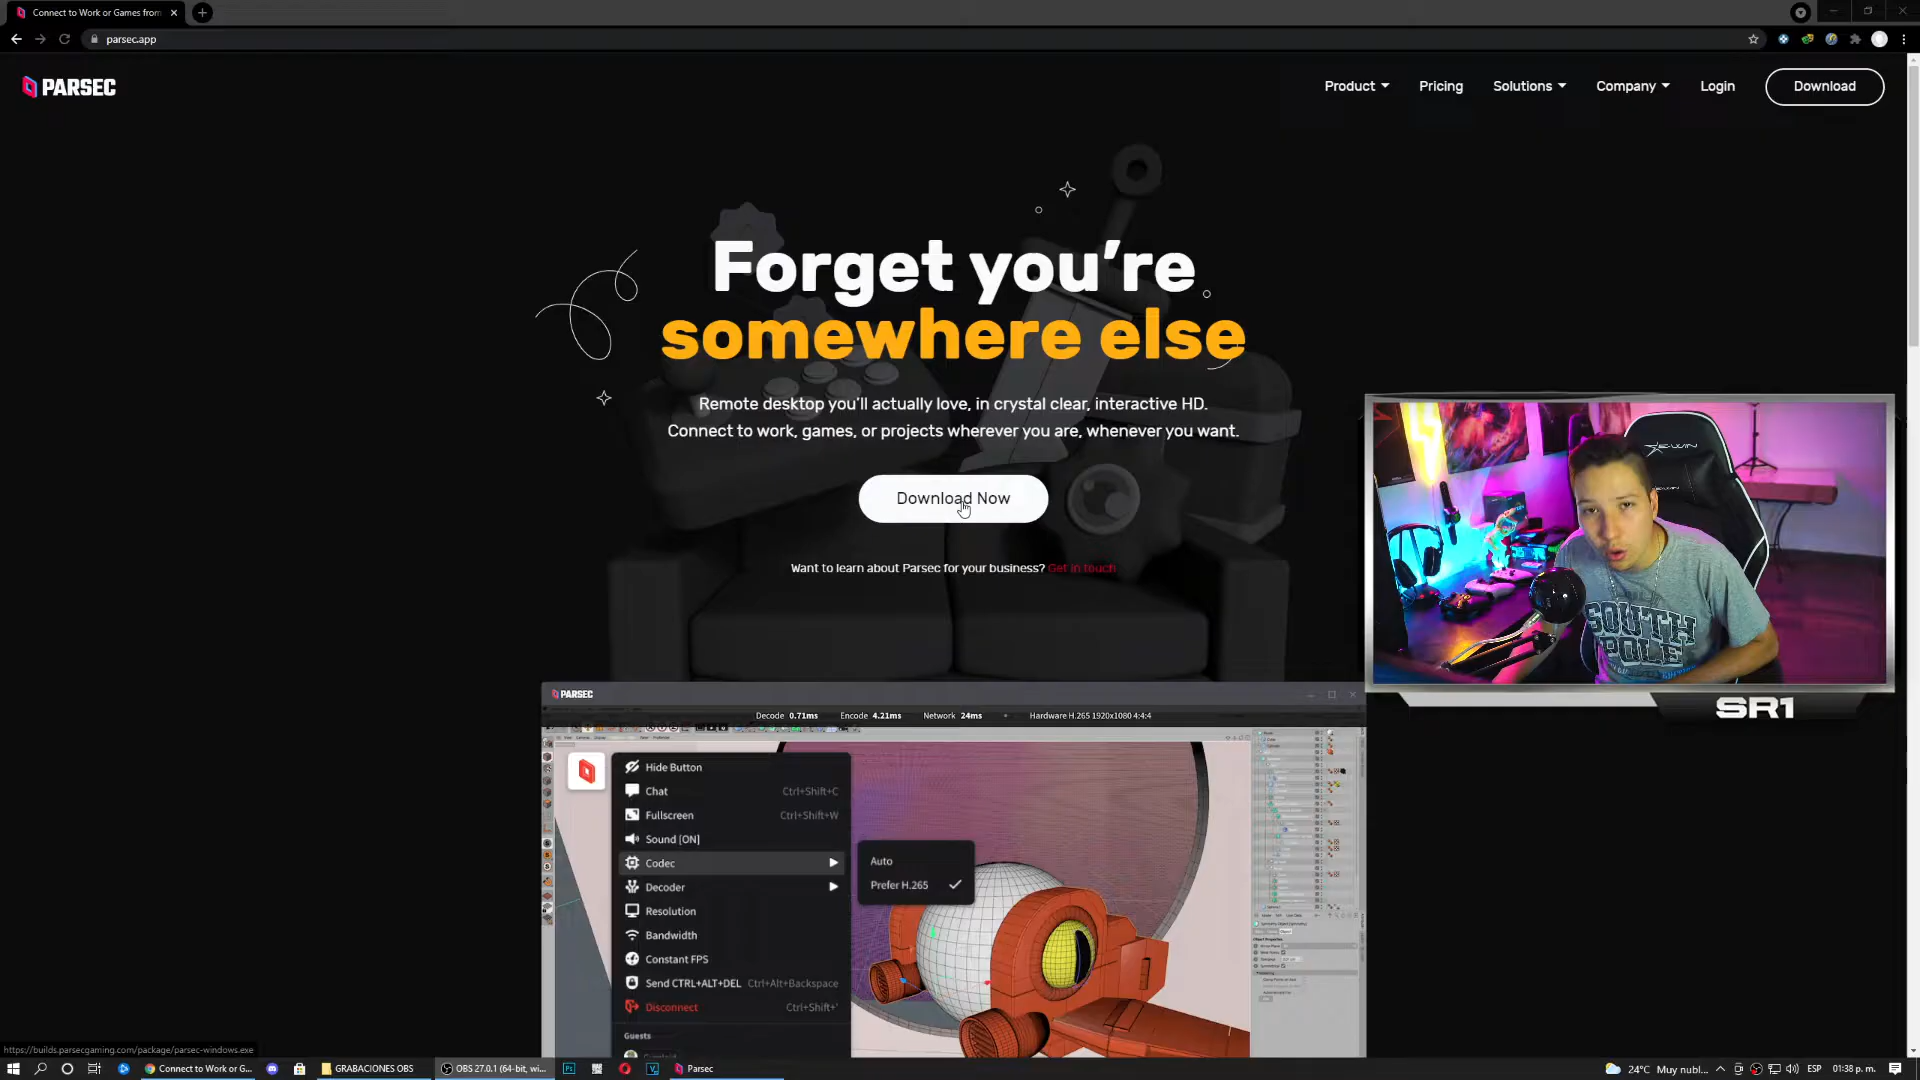 Connect to Work or Games from
parsec.app
PARSEC
Product
Pricing
Solutions
Company
Login
Download
Forget you're
somewhere else
Remote desktop you'll actually love, in crystal clear, interactive HD.
Connect to work, games, or projects wherever you are, whenever you want.
Download Now
Want to learn about Parsec for your business? Get in touch
E-WIN
SOUTH
POLE
SR1
PARSEC
Decode 0.71ms Encode 4.21ms Network 24ms Hardware H.265 1920x1080 4:4:4
Hide Button
Chat Ctrl+Shift+C
Fullscreen Ctrl+Shift+W
Sound [ON]
Codec
Auto
Decoder
Prefer H.265
Resolution
Bandwidth
Constant FPS
Send CTRL+ALT+DEL Ctrl+Alt+Backspace
Disconnect Ctrl+Shift+'
Guests
https://builds.parsecgaming.com/package/parsec-windows.exe
Connect to Work or G...
GRABACIONES OBS
OBS 27.0.1 (64-bit, wi...
Parsec
24°C Muy nubl...
ESP
01:38 p. m.